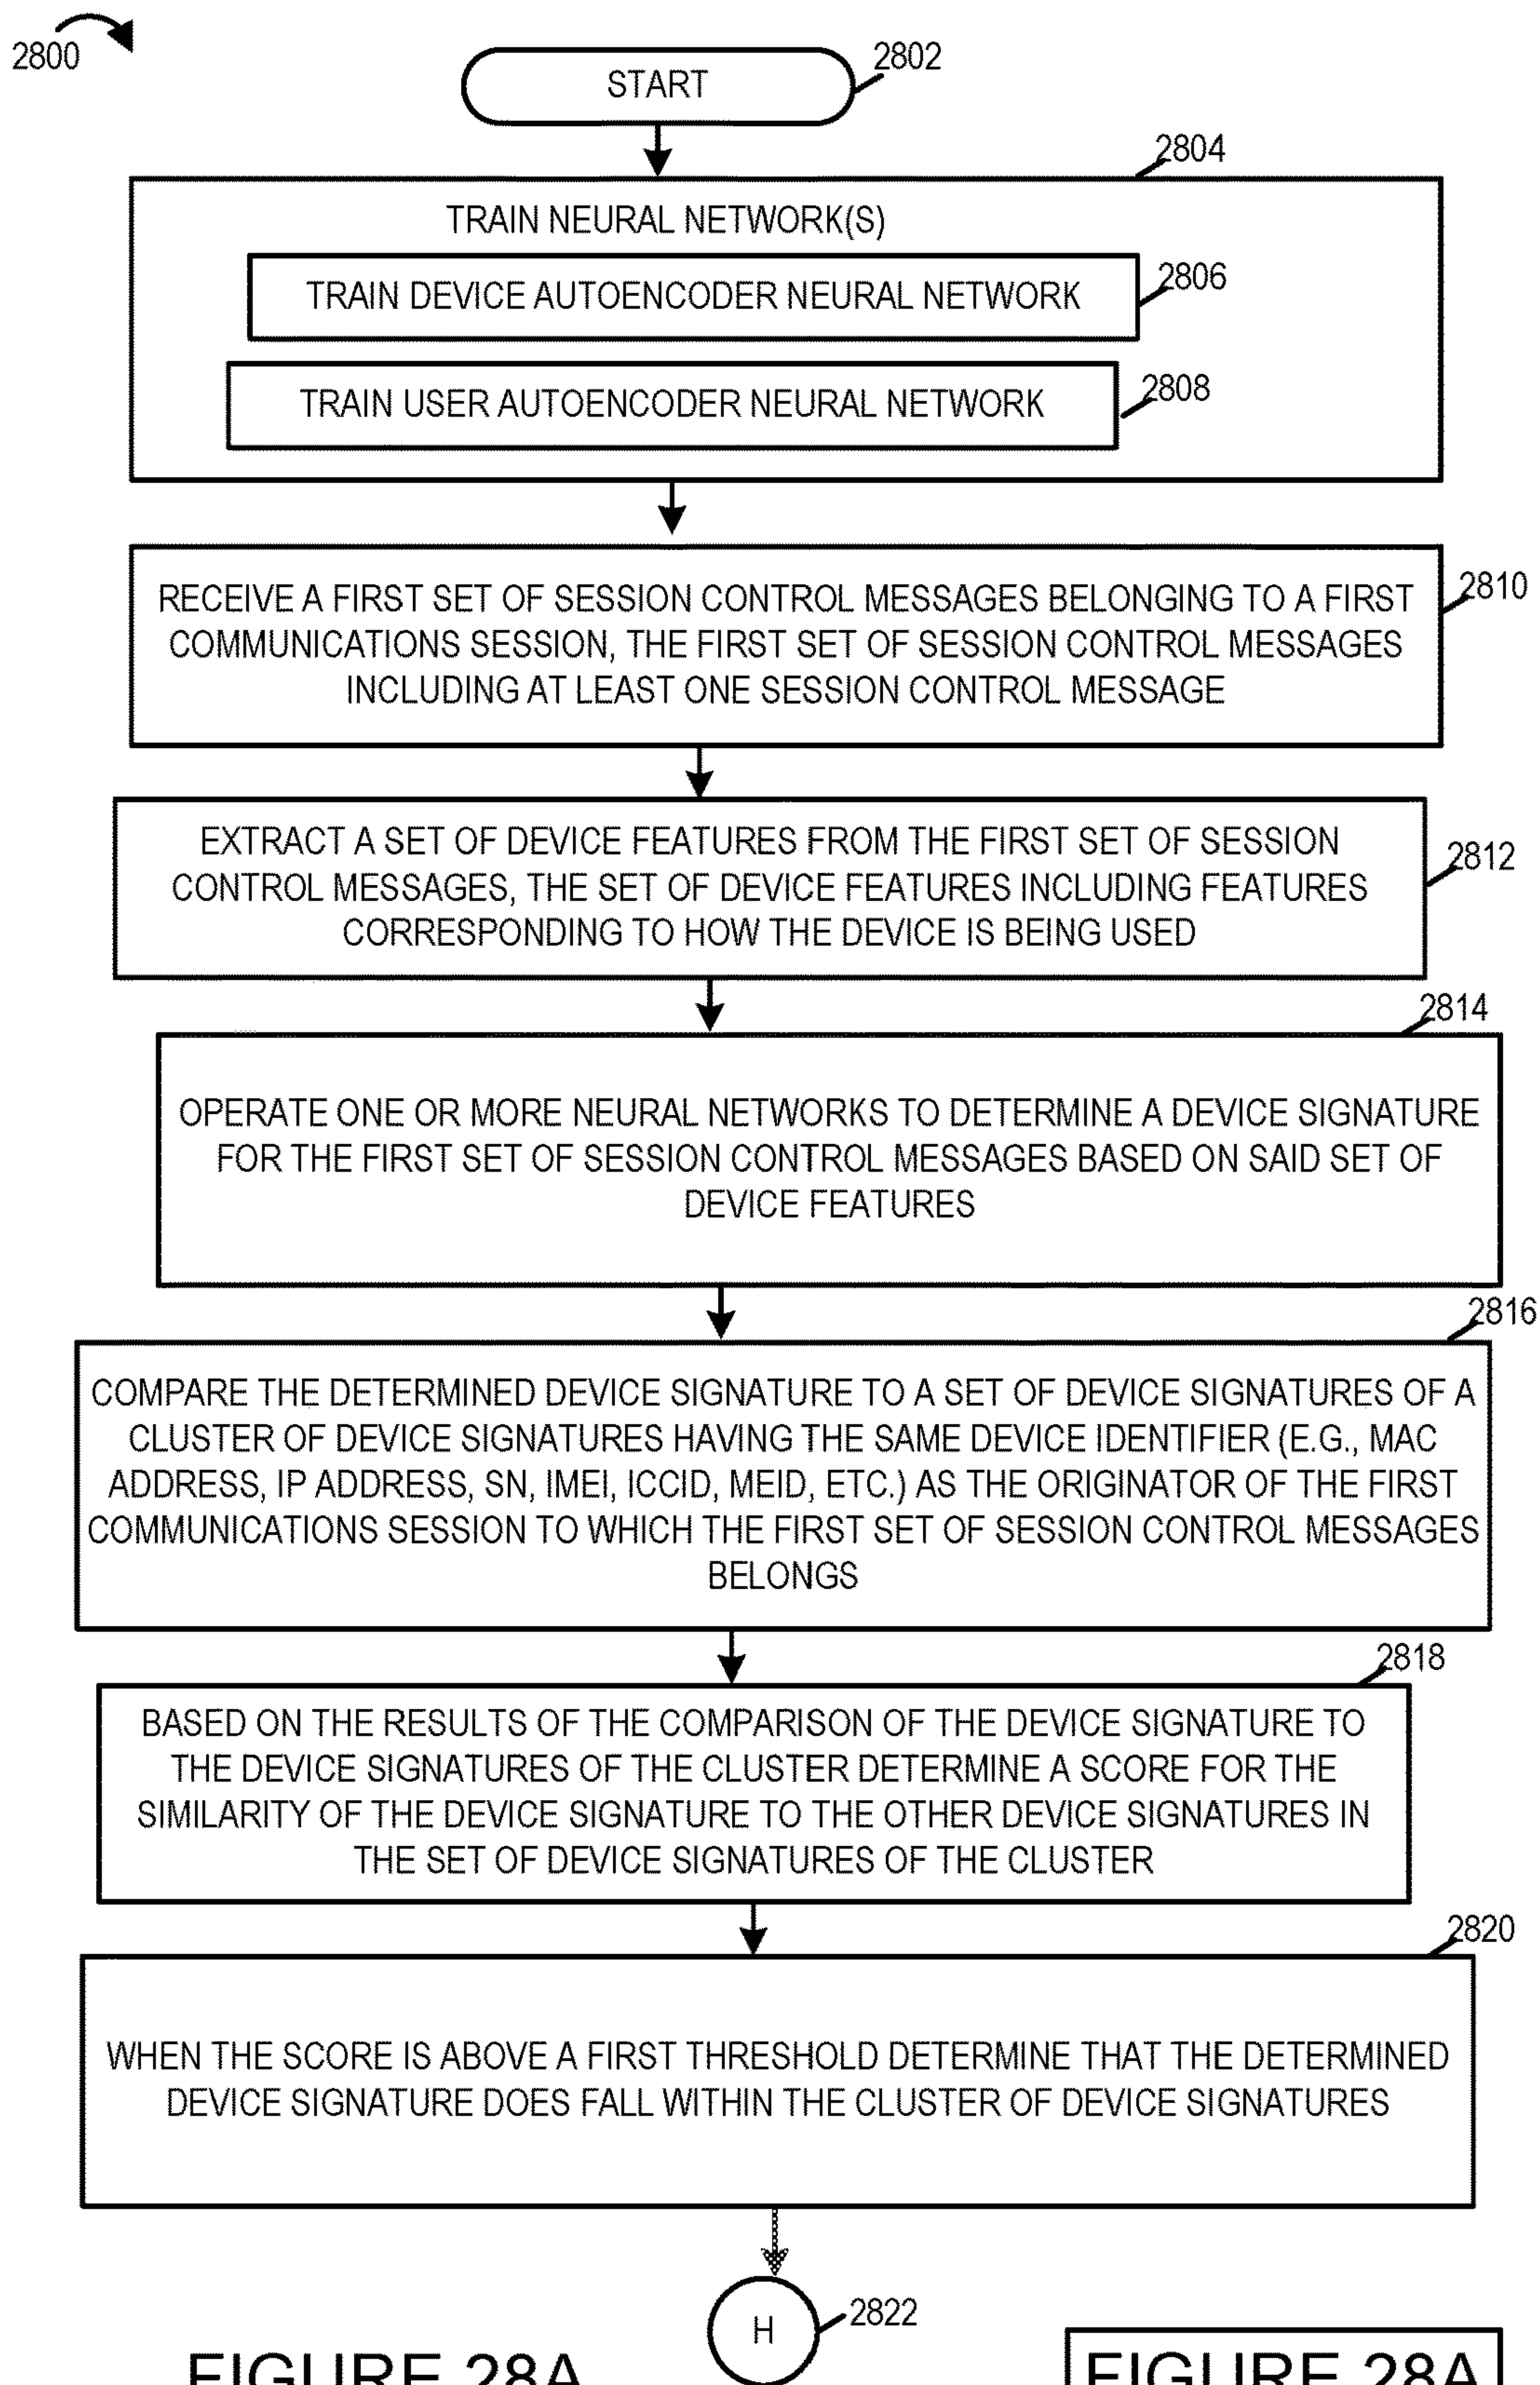 2800
START
2802
2804
TRAIN NEURAL NETWORK(S)
TRAIN DEVICE AUTOENCODER NEURAL NETWORK
2806
TRAIN USER AUTOENCODER NEURAL NETWORK
2808
RECEIVE A FIRST SET OF SESSION CONTROL MESSAGES BELONGING TO A FIRST
COMMUNICATIONS SESSION, THE FIRST SET OF SESSION CONTROL MESSAGES
INCLUDING AT LEAST ONE SESSION CONTROL MESSAGE
2810
EXTRACT A SET OF DEVICE FEATURES FROM THE FIRST SET OF SESSION
CONTROL MESSAGES, THE SET OF DEVICE FEATURES INCLUDING FEATURES
CORRESPONDING TO HOW THE DEVICE IS BEING USED
2812
2814
OPERATE ONE OR MORE NEURAL NETWORKS TO DETERMINE A DEVICE SIGNATURE
FOR THE FIRST SET OF SESSION CONTROL MESSAGES BASED ON SAID SET OF
DEVICE FEATURES
2816
COMPARE THE DETERMINED DEVICE SIGNATURE TO A SET OF DEVICE SIGNATURES OF A
CLUSTER OF DEVICE SIGNATURES HAVING THE SAME DEVICE IDENTIFIER (E.G., MAC
ADDRESS, IP ADDRESS, SN, IMEI, ICCID, MEID, ETC.) AS THE ORIGINATOR OF THE FIRST
COMMUNICATIONS SESSION TO WHICH THE FIRST SET OF SESSION CONTROL MESSAGES
BELONGS
2818
BASED ON THE RESULTS OF THE COMPARISON OF THE DEVICE SIGNATURE TO
THE DEVICE SIGNATURES OF THE CLUSTER DETERMINE A SCORE FOR THE
SIMILARITY OF THE DEVICE SIGNATURE TO THE OTHER DEVICE SIGNATURES IN
THE SET OF DEVICE SIGNATURES OF THE CLUSTER
2820
WHEN THE SCORE IS ABOVE A FIRST THRESHOLD DETERMINE THAT THE DETERMINED
DEVICE SIGNATURE DOES FALL WITHIN THE CLUSTER OF DEVICE SIGNATURES
H
2822
FIGURE 28A
FIGURE 28A